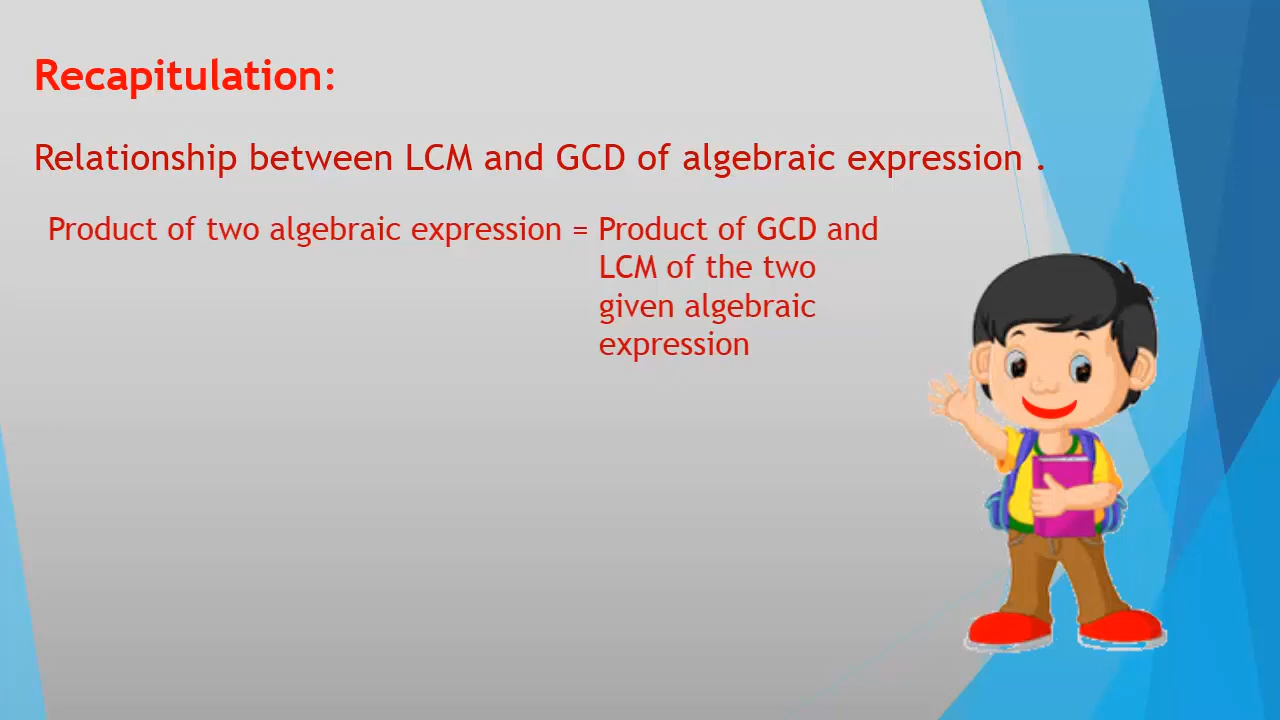 Recapitulation:
Relationship between LCM and GCD of algebraic expression .
Product of two algebraic expression = Product of GCD and
LCM of the two
given algebraic
expression